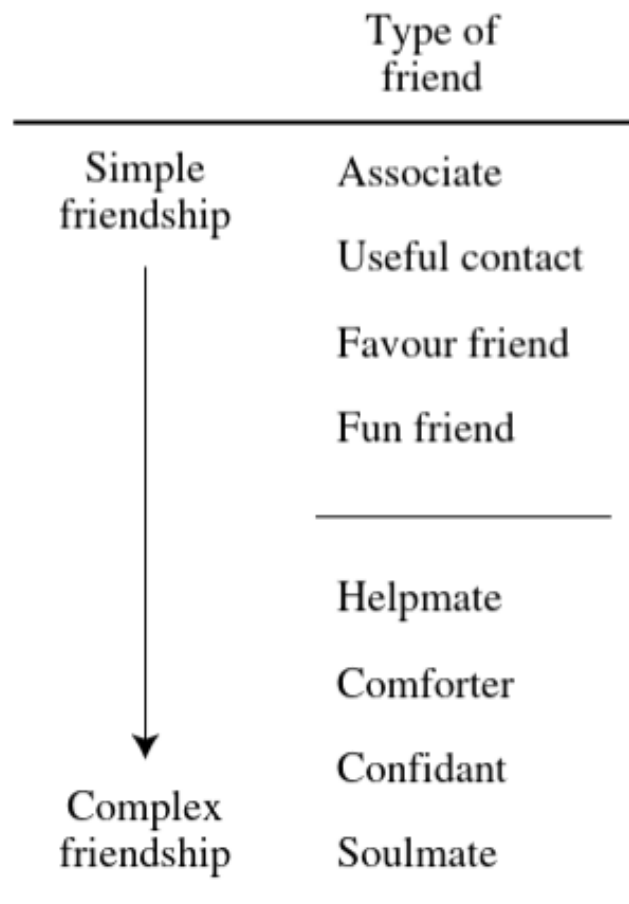 Type of
friend
Simple
friendship
Associate
Useful contact
Favour friend
Fun friend
Helpmate
Comforter
Confidant
Complex
friendship
Soulmate